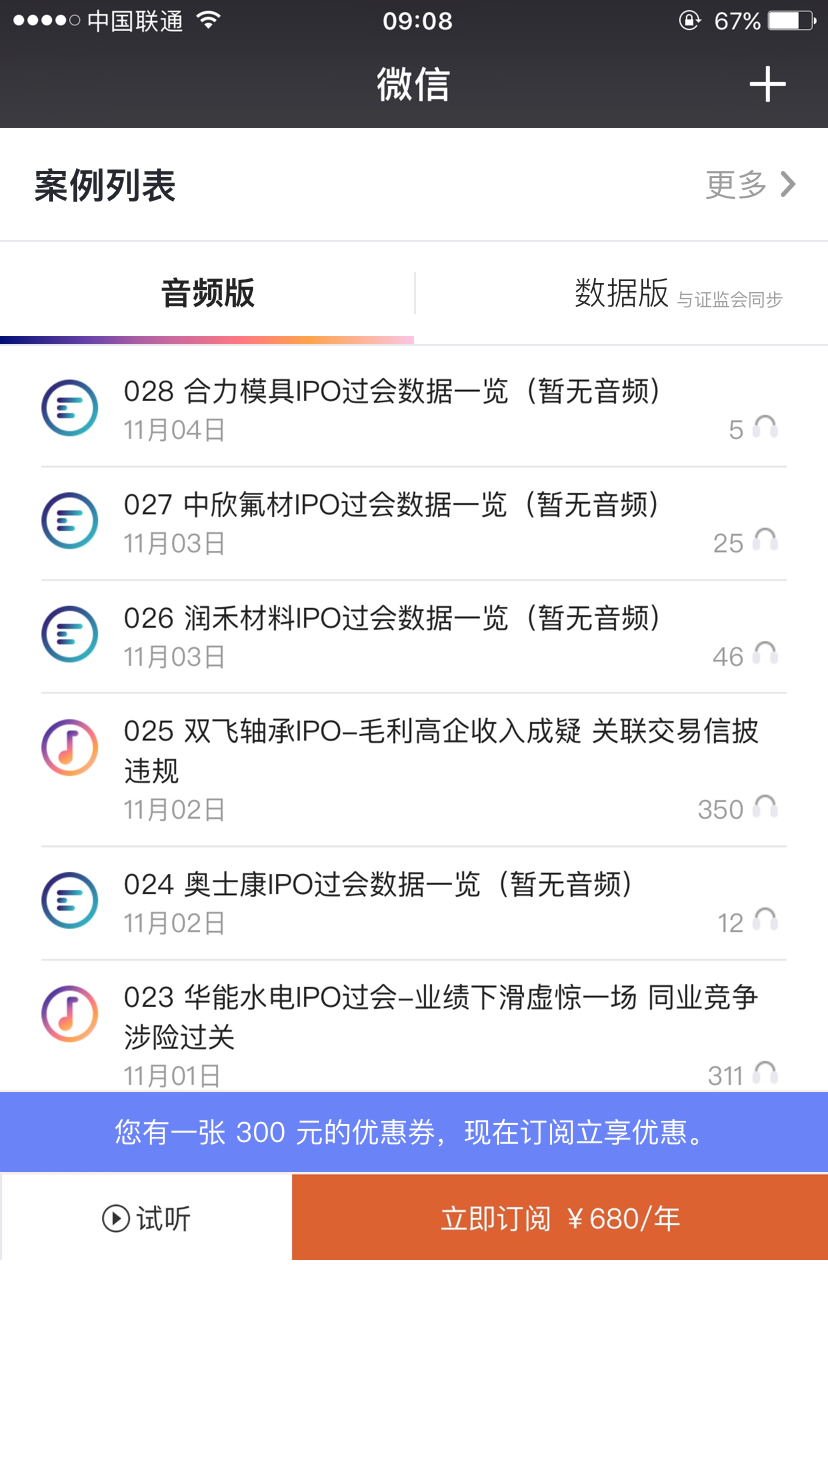 中国联通 09:08 67%
微信
案例列表 更多
音频版 数据版 与证监会同步
028 合力模具IPO过会数据一览（暂无音频）
11月04日 5
027 中欣氟材IPO过会数据一览（暂无音频）
11月03日 25
026 润禾材料IPO过会数据一览（暂无音频）
11月03日 46
025 双飞轴承IPO-毛利高企收入成疑 关联交易信披
违规
11月02日 350
024 奥士康IPO过会数据一览（暂无音频）
11月02日 12
023 华能水电IPO过会-业绩下滑虚惊一场 同业竞争
涉险过关
11月01日 311
您有一张 300 元的优惠券，现在订阅立享优惠。
试听 立即订阅 ￥680/年